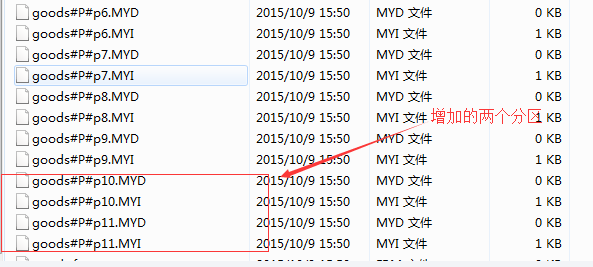 goods#P#p6.MYD 2015/10/9 15:50 MYD 文件 0 KB
goods#P#p6.MYI 2015/10/9 15:50 MYI 文件 1 KB
goods#P#p7.MYD 2015/10/9 15:50 MYD 文件 0 KB
goods#P#p7.MYI 2015/10/9 15:50 MYI 文件 1 KB
goods#P#p8.MYD 2015/10/9 15:50 MYD 文件 0 KB
goods#P#p8.MYI 2015/10/9 15:50 MYI 文件 1 KB
增加的两个分区
goods#P#p9.MYD 2015/10/9 15:50 MYD 文件 0 KB
goods#P#p9.MYI 2015/10/9 15:50 MYI 文件 1 KB
goods#P#p10.MYD 2015/10/9 15:50 MYD 文件 0 KB
goods#P#p10.MYI 2015/10/9 15:50 MYI 文件 1 KB
goods#P#p11.MYD 2015/10/9 15:50 MYD 文件 0 KB
goods#P#p11.MYI 2015/10/9 15:50 MYI 文件 1 KB